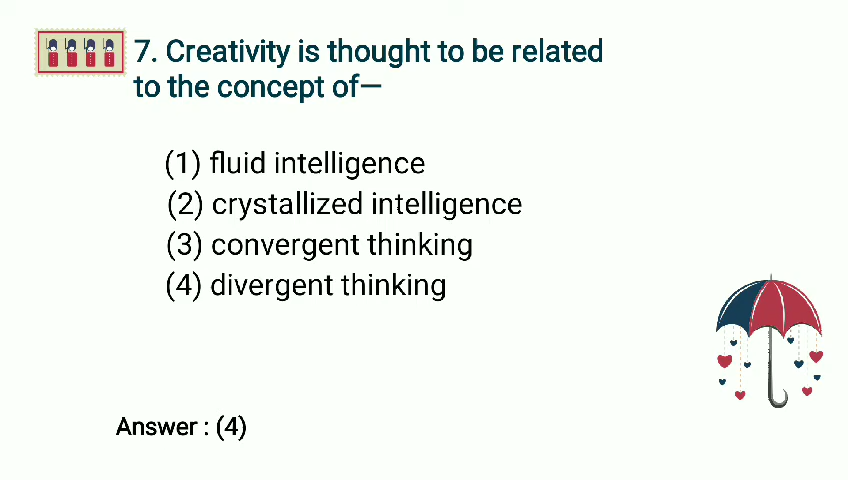 7. Creativity is thought to be related
to the concept of—
(1) fluid intelligence
(2) crystallized intelligence
(3) convergent thinking
(4) divergent thinking
Answer : (4)